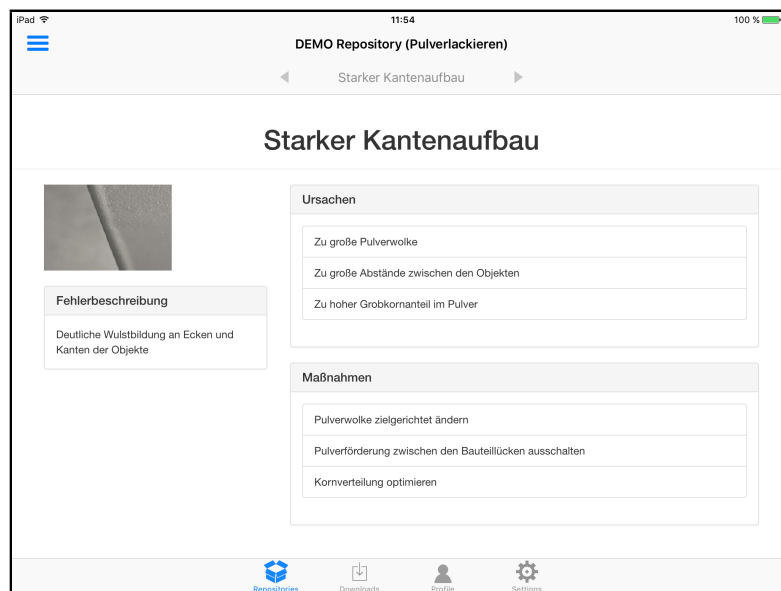 iPad
11:54
100 %
DEMO Repository (Pulverlackieren)
Starker Kantenaufbau
Starker Kantenaufbau
Fehlerbeschreibung
Deutliche Wulstbildung an Ecken und
Kanten der Objekte
Ursachen
Zu große Pulverwolke
Zu große Abstände zwischen den Objekten
Zu hoher Grobkornanteil im Pulver
Maßnahmen
Pulverwolke zielgerichtet ändern
Pulverförderung zwischen den Bauteillücken ausschalten
Kornverteilung optimieren
Repositories
Downloads
Profile
Settings